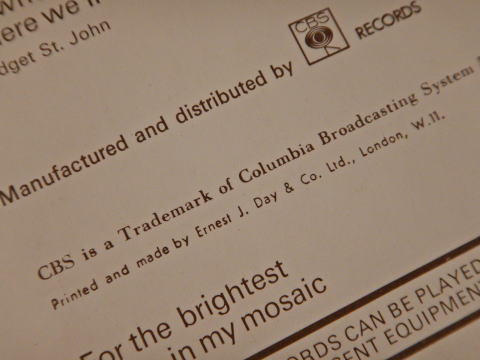 here we
dget St. John
Manufactured and distributed by CBS RECORDS
CBS is a Trademark of Columbia Broadcasting System
Printed and made by Ernest J. Day & Co. Ltd., London, W.11.
For the brightest
in my mosaic
ORDS CAN BE PLAYED
ENT EQUIPMENT